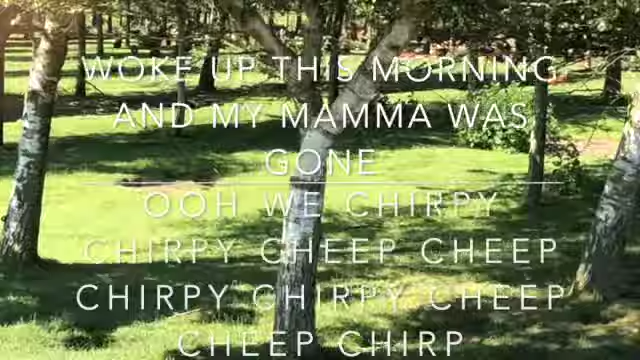 WOKE UP THIS MORNING
AND MY MAMMA WAS
GONE
OOH WE CHIRPY
CHIRPY CHEEP CHEEP
CHIRPY CHIRPY CHEEP
CHEEP CHIRP